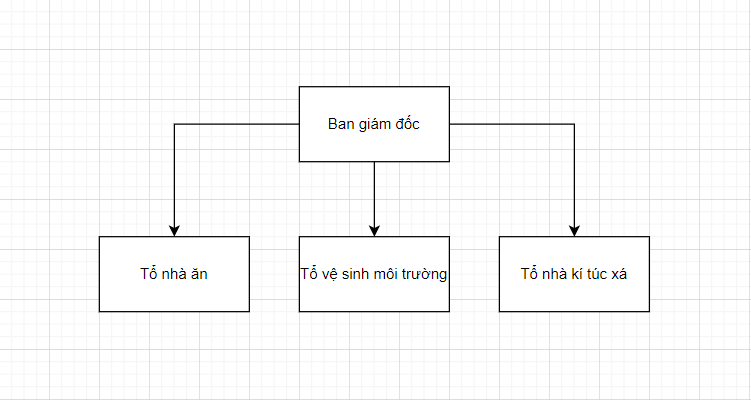 Ban giám đốc
Tổ nhà ăn
Tổ vệ sinh môi trường
Tổ nhà kí túc xá